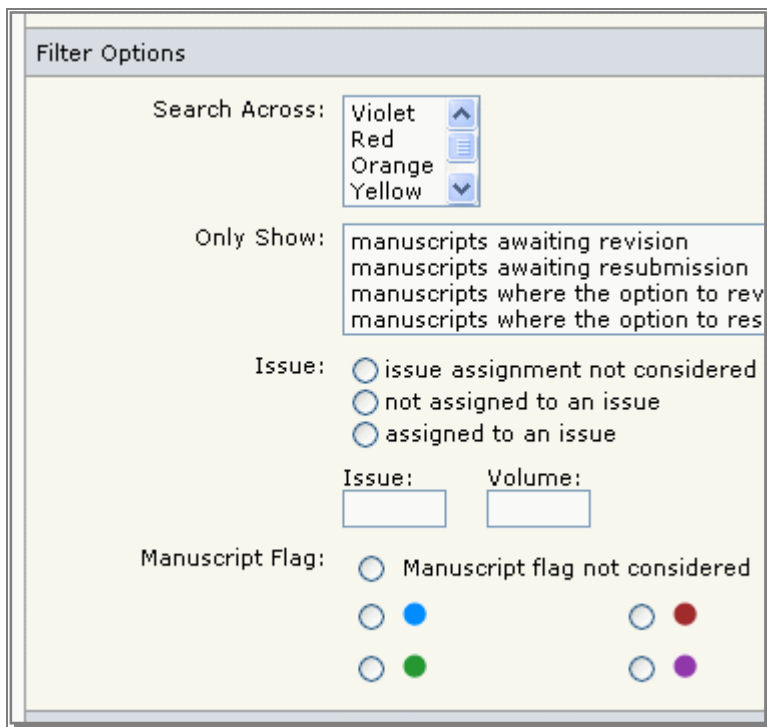 Filter Options
Search Across:
Violet
Red
Orange
Yellow
Only Show:
manuscripts awaiting revision
manuscripts awaiting resubmission
manuscripts where the option to rev
manuscripts where the option to res
Issue:
issue assignment not considered
not assigned to an issue
assigned to an issue
Issue: Volume:
Manuscript Flag:
Manuscript flag not considered